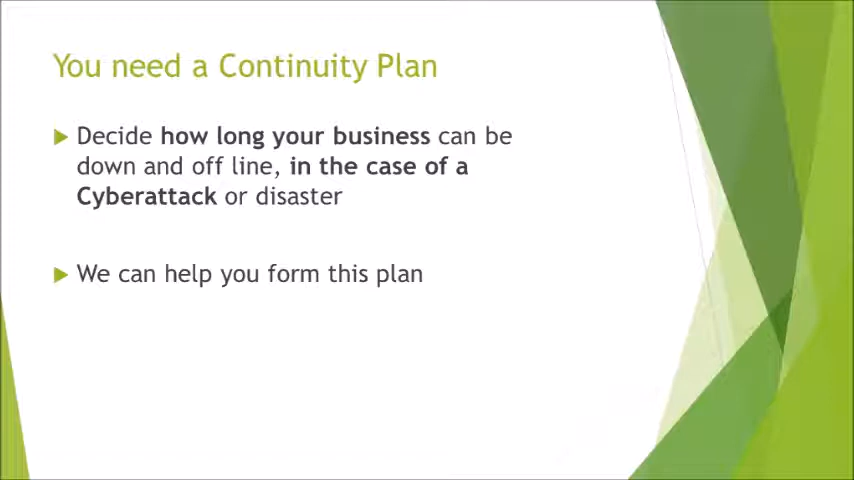 You need a Continuity Plan
Decide how long your business can be
down and off line, in the case of a
Cyberattack or disaster
We can help you form this plan